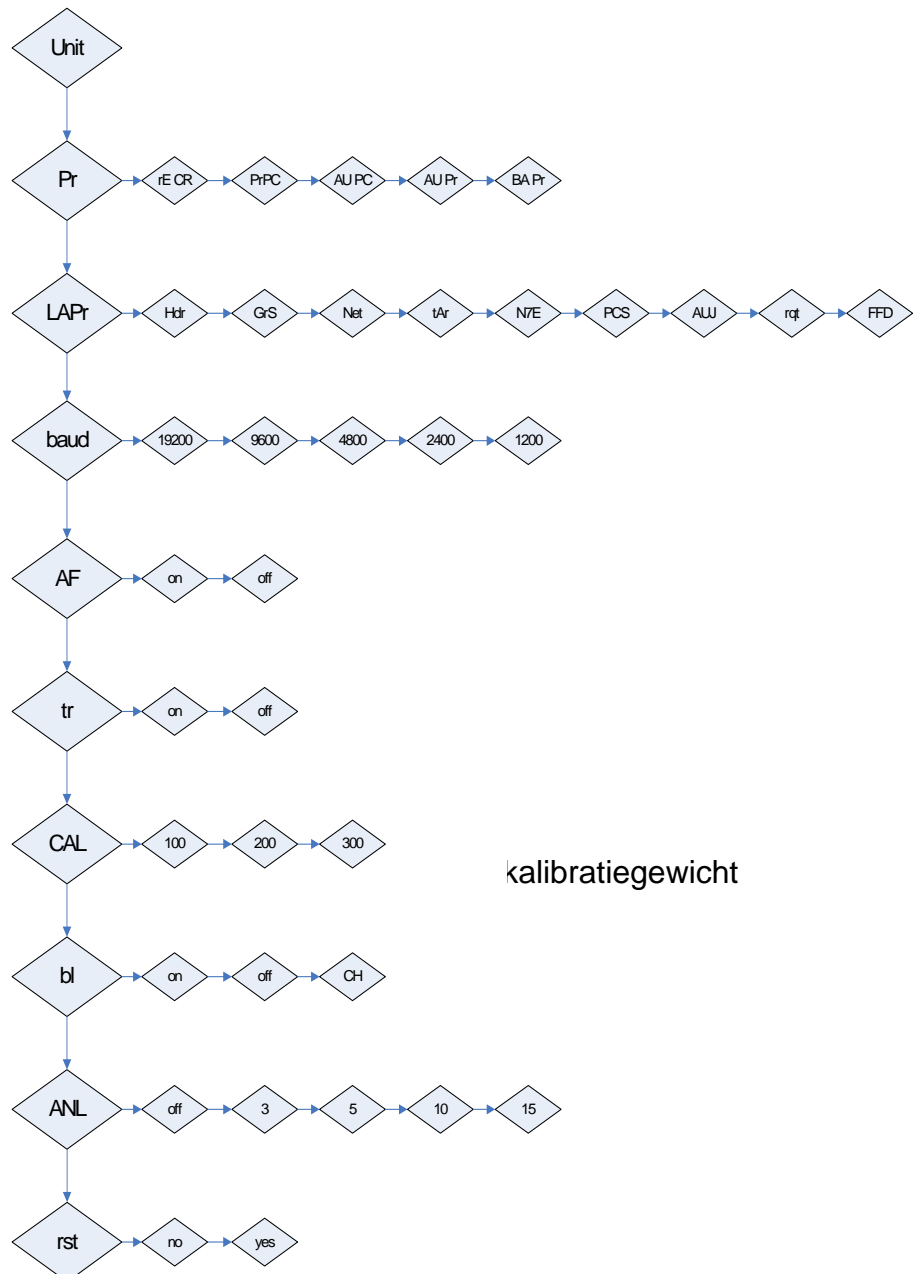 Unit
Pr rE CR PrPC AU PC AU Pr BA Pr
LAPr Hdr GrS Net tAr N7E PCS AUJ rqt FFD
baud 19200 9600 4800 2400 1200
AF on off
tr on off
CAL 100 200 300
kalibratiegewicht
bl on off CH
ANL off 3 5 10 15
rst no yes